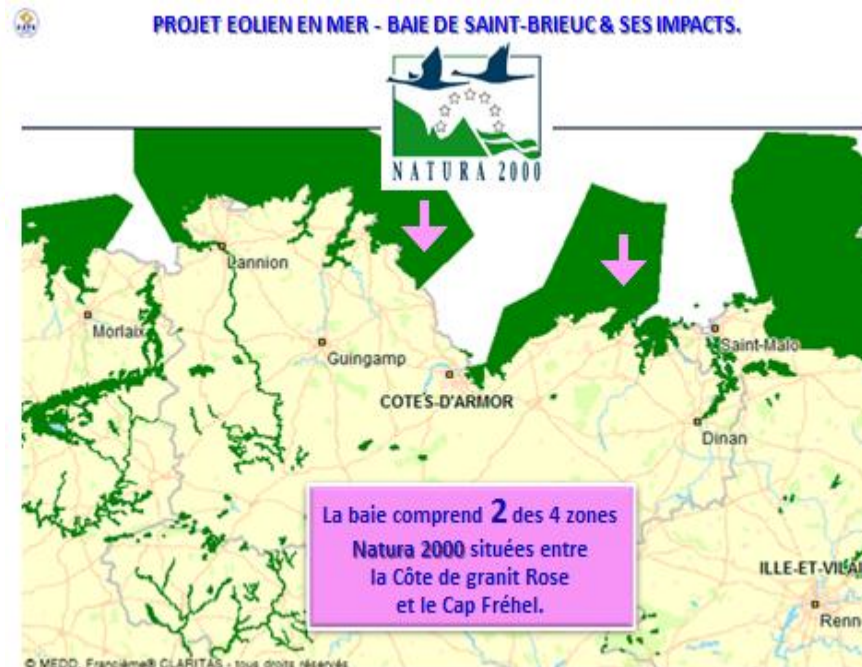 PROJET EOLIEN EN MER - BAIE DE SAINT-BRIEUC & SES IMPACTS.
NATURA 2000
Lannion
Morlaix
Guingamp
Saint-Malo
COTES-D'ARMOR
Dinan
La baie comprend 2 des 4 zones
Natura 2000 situées entre
la Côte de granit Rose
et le Cap Fréhel.
ILLE-ET-VILAI
Renn
© MEDD, Francième® CLARITAS - tous droits réservés